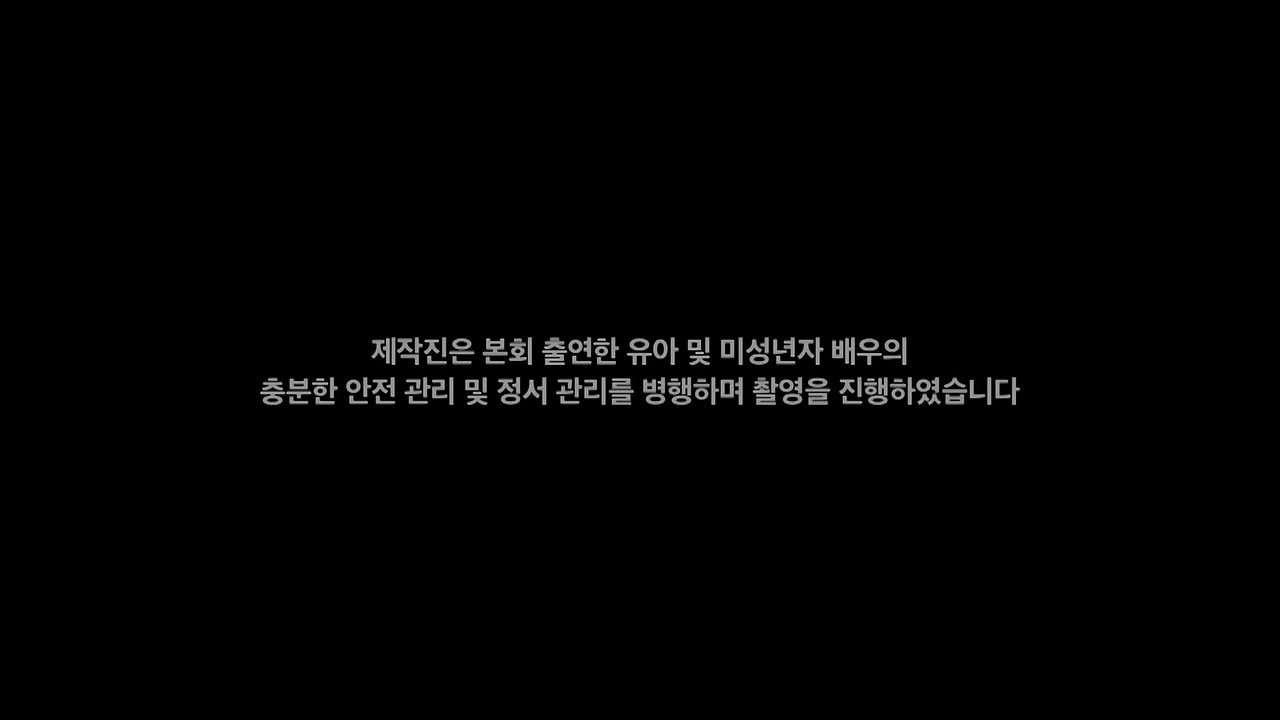 제작진은 본회 출연한 유아 및 미성년자 배우의
충분한 안전 관리 및 정서 관리를 병행하며 촬영을 진행하였습니다